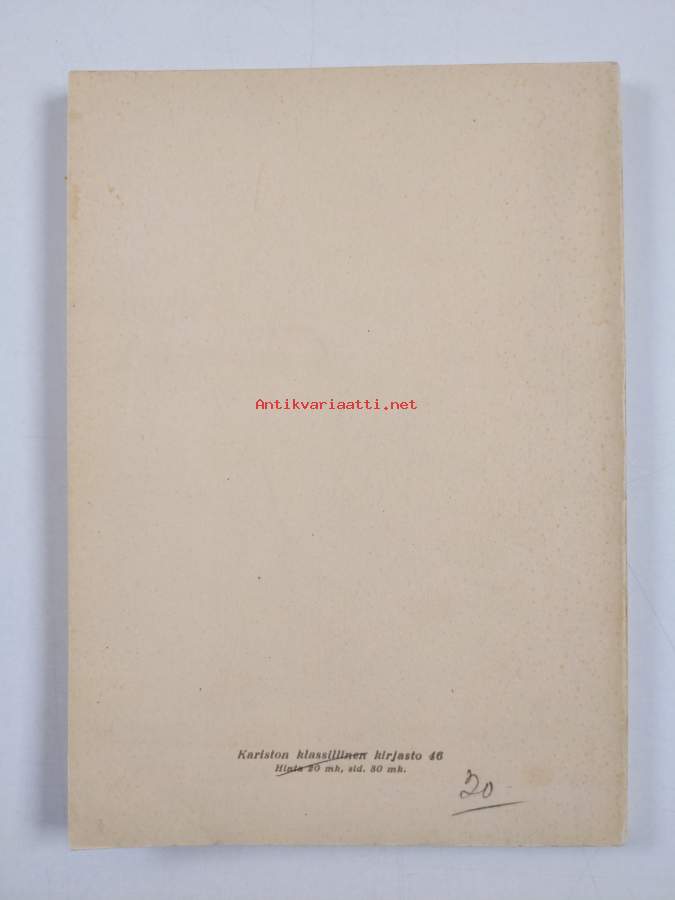 Antikvariaatti.net
Kariston klassillinen kirjasto 46
Hinta 20 mk, sid. 30 mk.
20